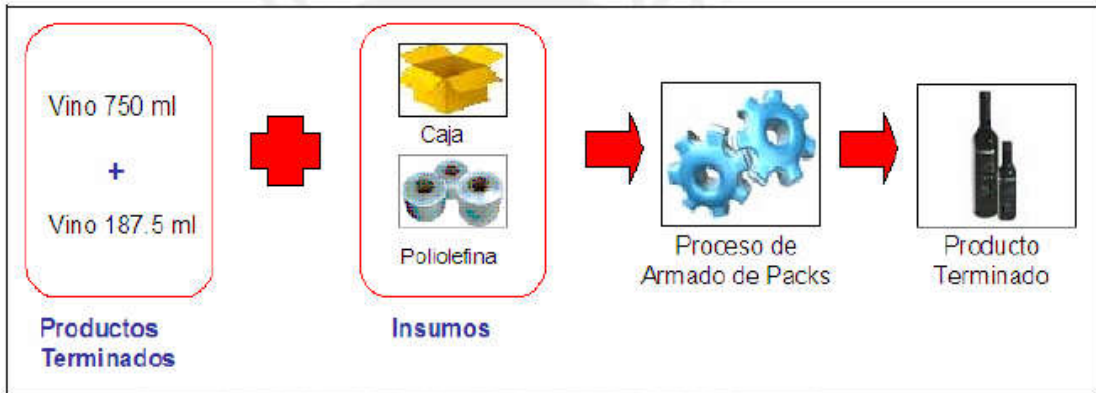 Vino 750 ml
+
Vino 187.5 ml
Productos
Terminados
Caja
Poliolefina
Insumos
Proceso de
Armado de Packs
Producto
Terminado